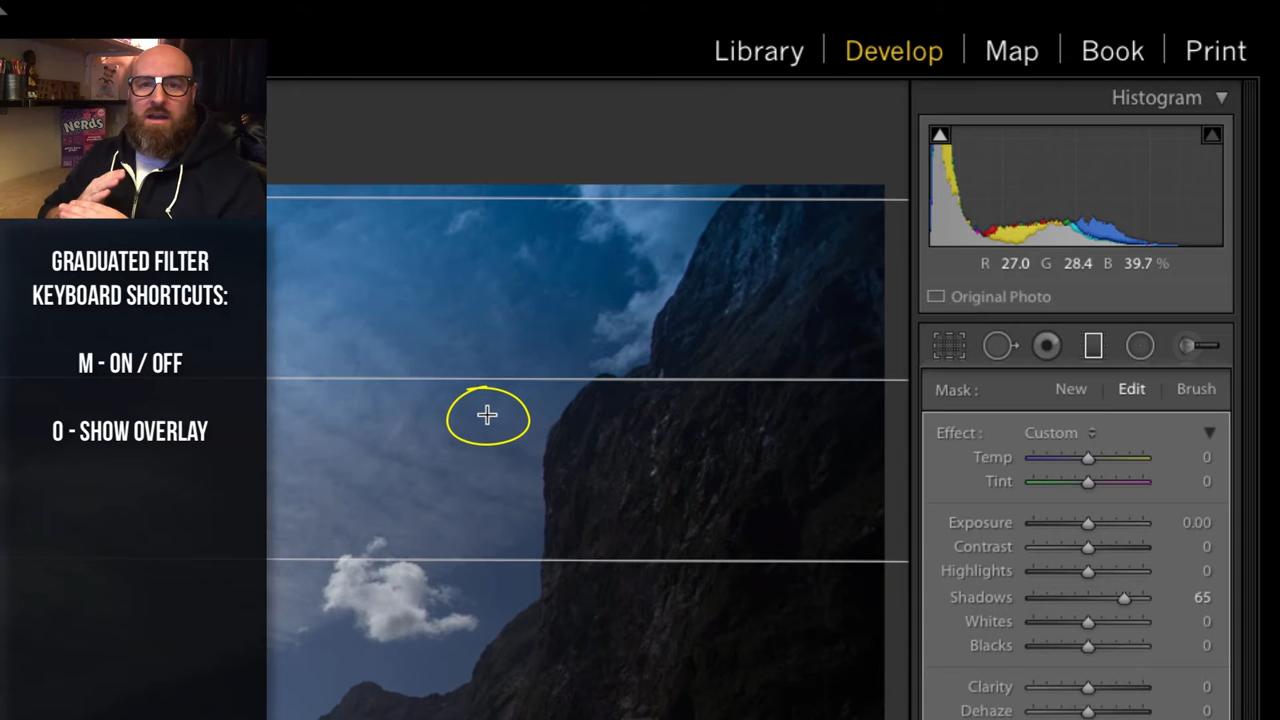 Library | Develop | Map | Book | Print
Histogram
NeRds
R 27.0 G 28.4 B 39.7 %
Original Photo
GRADUATED FILTER
KEYBOARD SHORTCUTS:
M - ON / OFF
O - SHOW OVERLAY
Mask : New | Edit | Brush
Effect : Custom
Temp 0
Tint 0
Exposure 0.00
Contrast 0
Highlights 0
Shadows 65
Whites 0
Blacks 0
Clarity 0
Dehaze 0